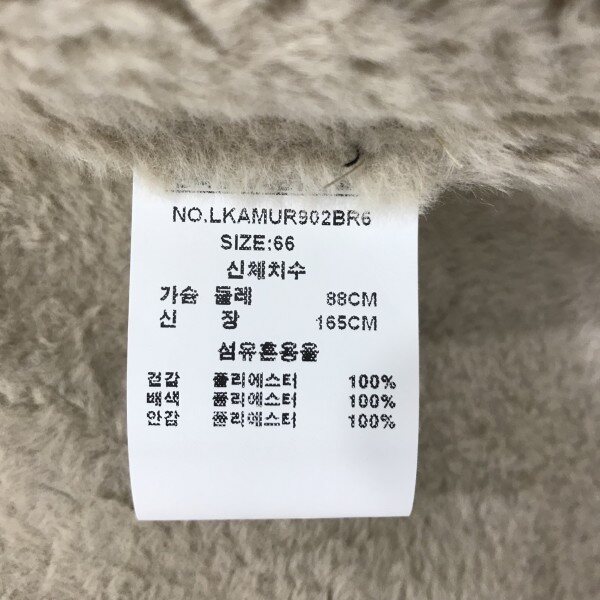 NO.LKAMUR902BR6
SIZE:66
신체치수
가슴 둘레 88CM
신 장 165CM
섬유혼용율
겉감 폴리에스터 100%
배색 폴리에스터 100%
안감 폴리에스터 100%